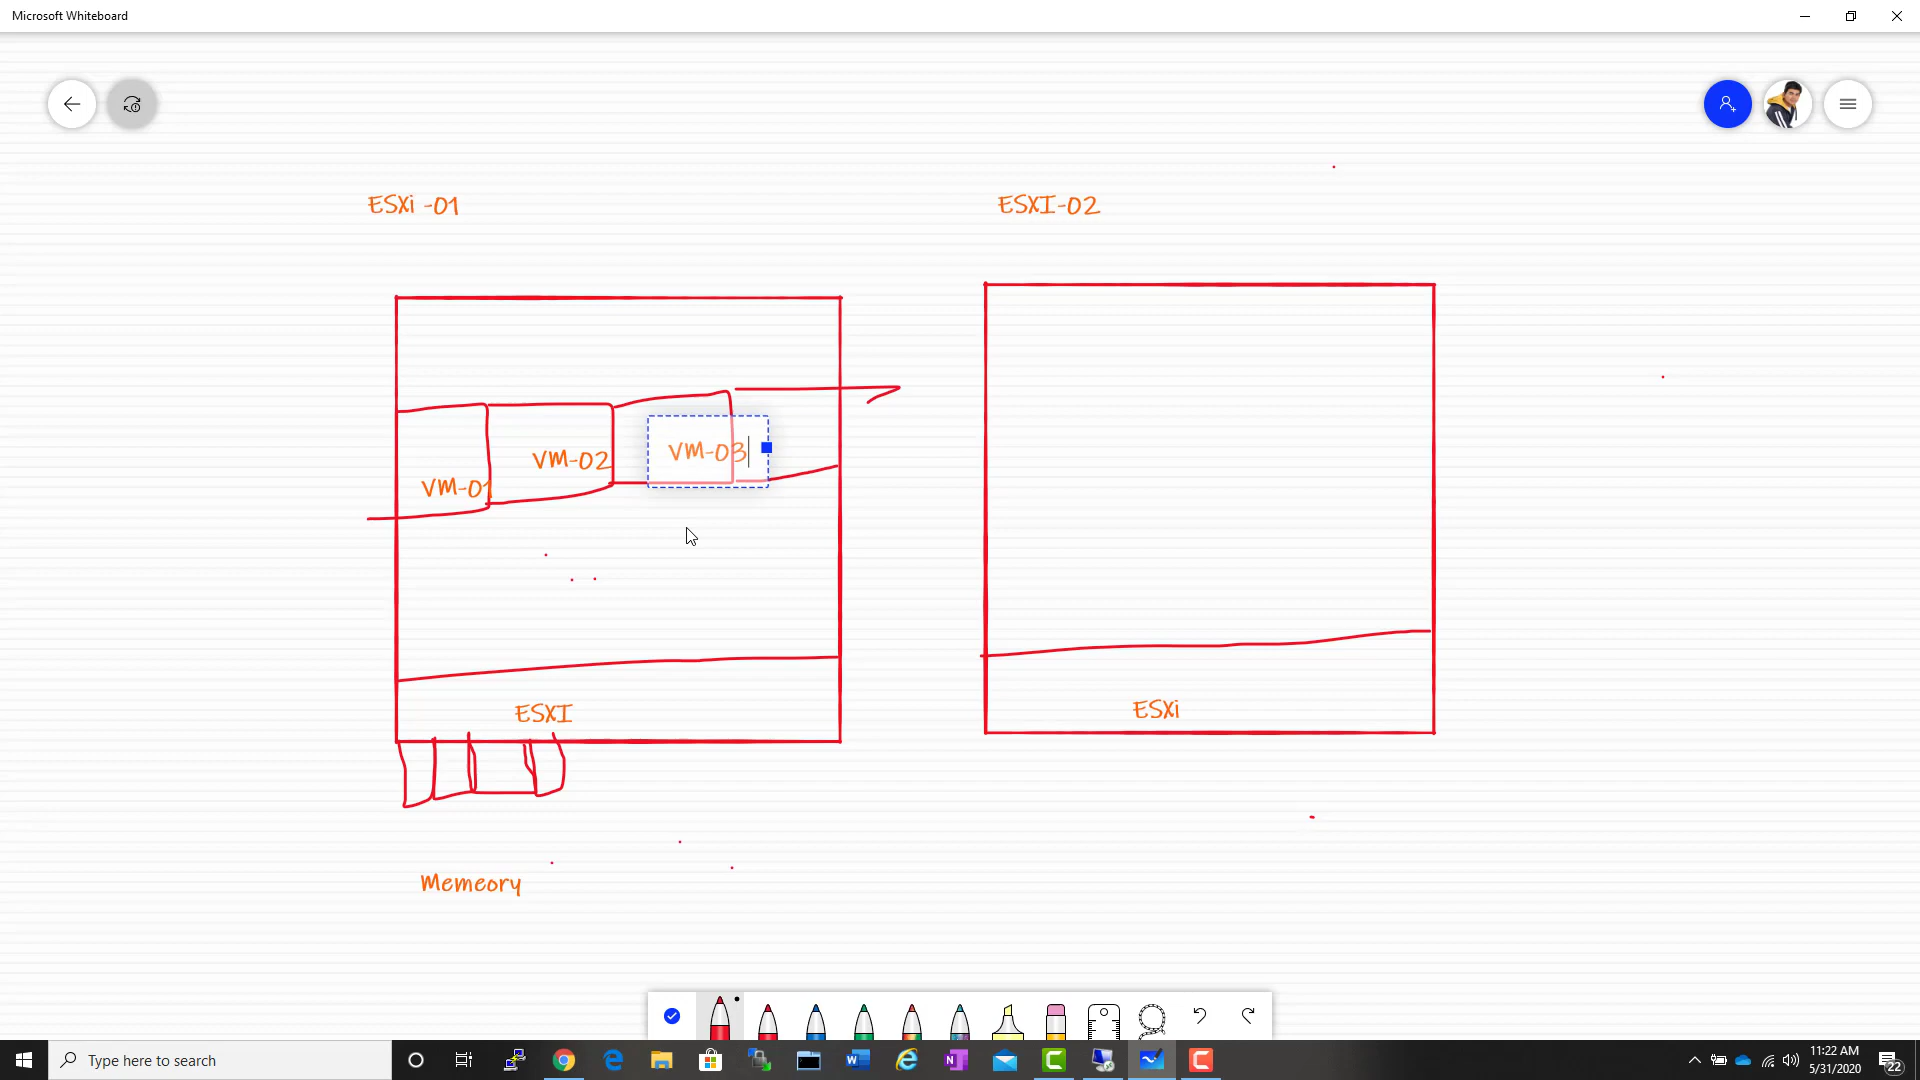 Microsoft Whiteboard
ESXi -01
ESXI-02
VM-01
VM-02
VM-03
ESXI
ESXi
Memeory
Type here to search
11:22 AM
5/31/2020
22